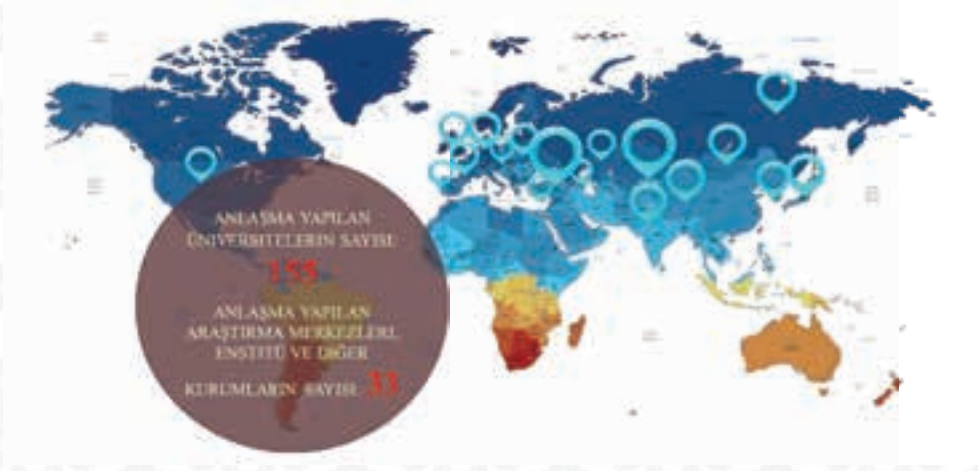 ANLAŞMA YAPILAN
ÜNİVERSİTELERİN SAYISI:
155
ANLAŞMA YAPILAN
ARAŞTIRMA MERKEZLERİ,
ENSTİTÜ VE DİĞER
KURUMLARIN SAYISI: 33